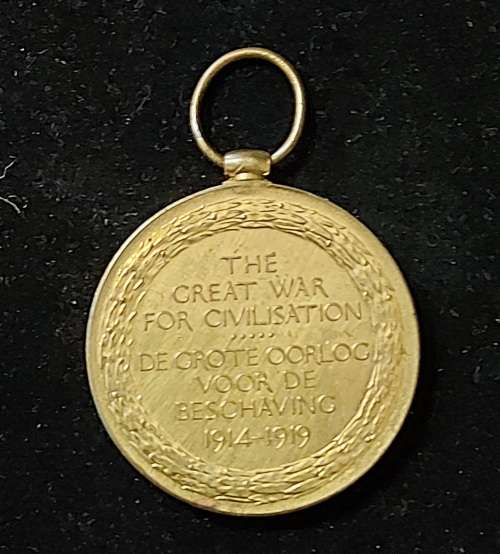 THE
GREAT WAR
FOR CIVILISATION
.....
DE GROTE OORLOG
VOOR DE
BESCHAVING
1914-1919